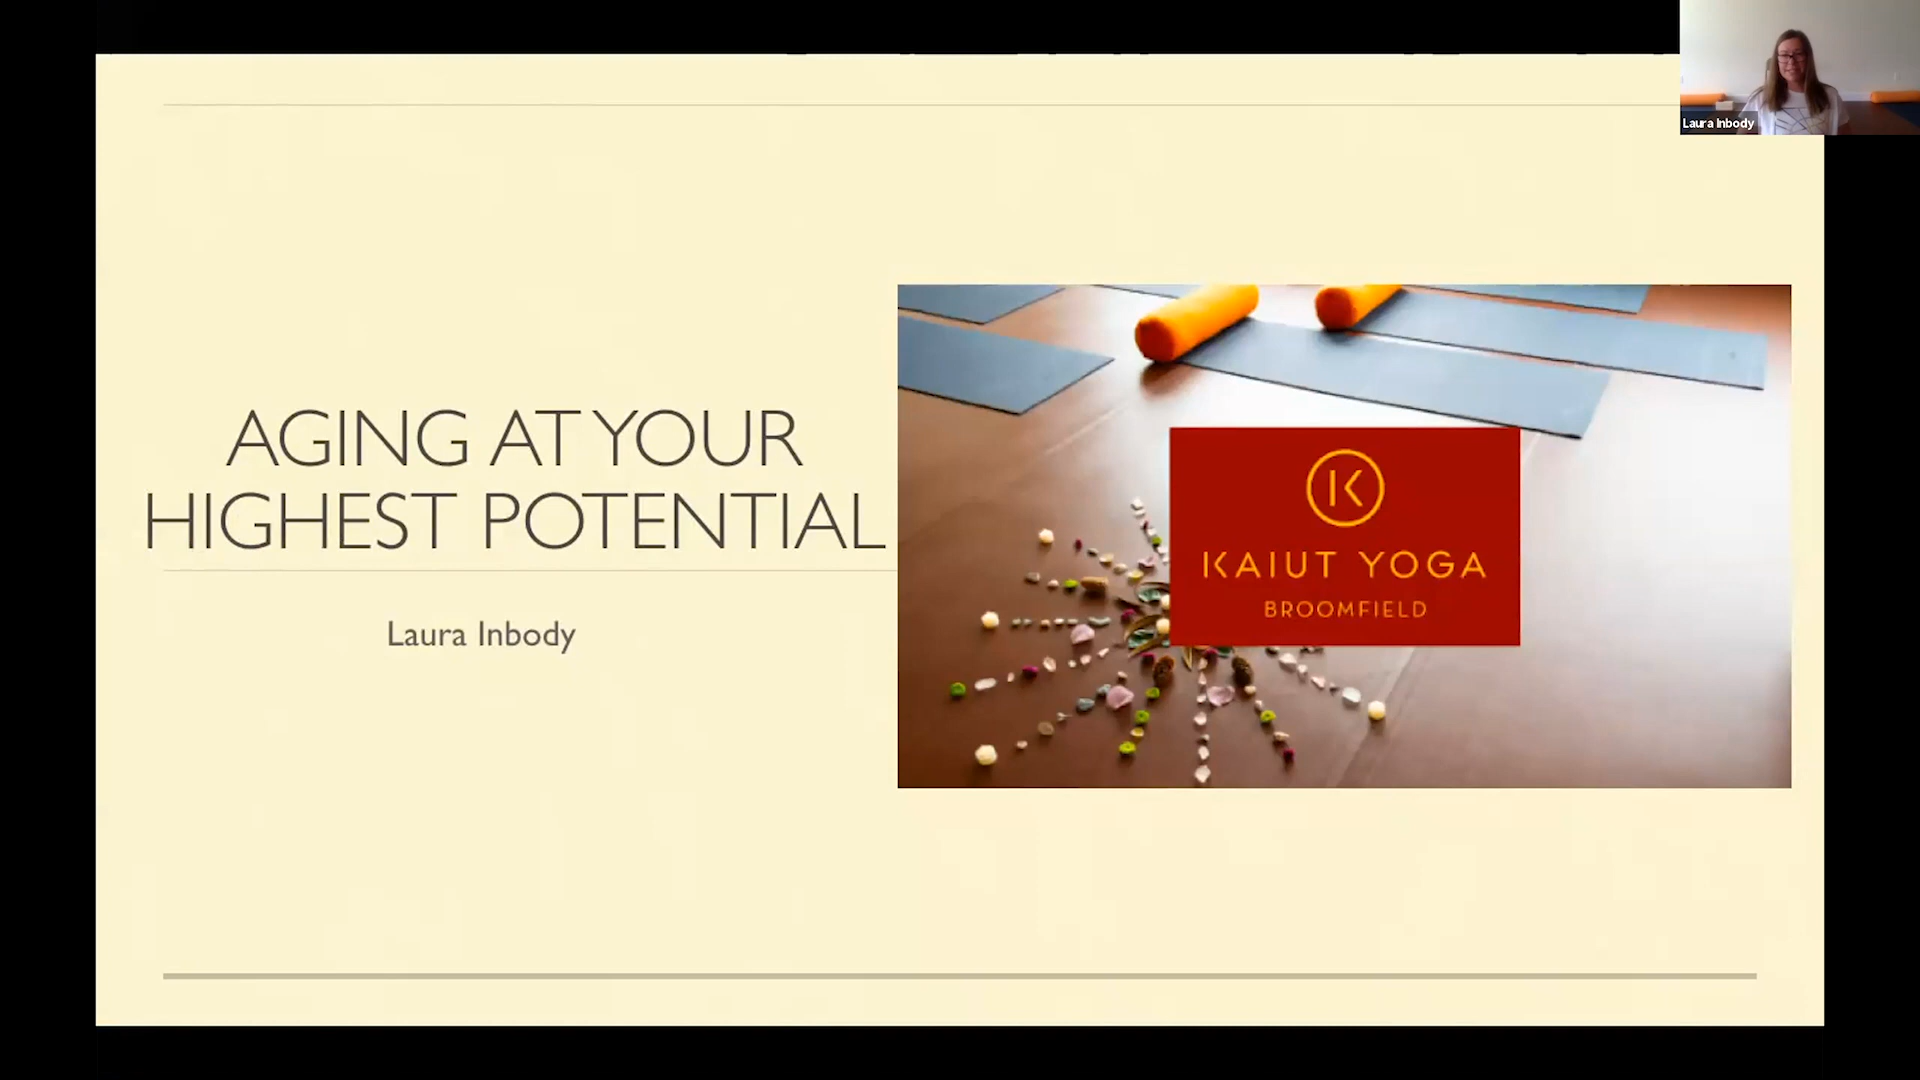 Laura Inbody
AGING AT YOUR
HIGHEST POTENTIAL
Laura Inbody
K
KAIUT YOGA
BROOMFIELD